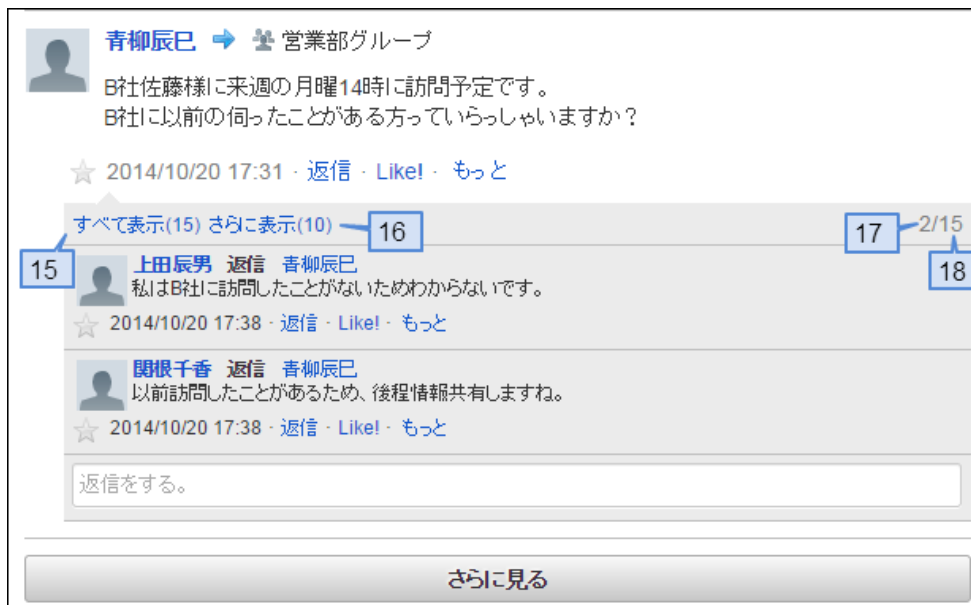 青柳辰巳 営業部グループ
B社佐藤様に来週の月曜14時に訪問予定です。
B社に以前の伺ったことがある方っていらっしゃいますか？
2014/10/20 17:31 · 返信 · Like! · もっと
すべて表示(15) さらに表示(10) 16 17 2/15
15 18
上田辰男 返信 青柳辰巳
私はB社に訪問したことがないためわからないです。
2014/10/20 17:38 · 返信 · Like! · もっと
関根千香 返信 青柳辰巳
以前訪問したことがあるため、後程情報共有しますね。
2014/10/20 17:38 · 返信 · Like! · もっと
返信をする。
さらに見る